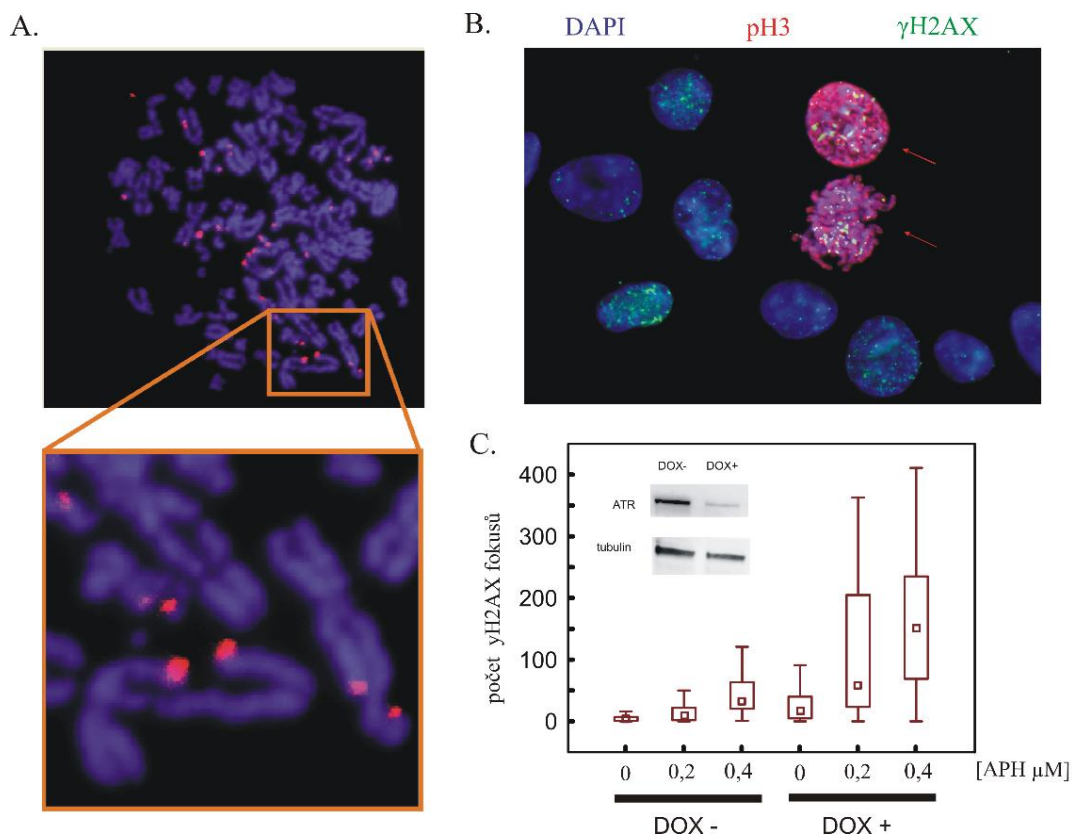 A.
B.
DAPI pH3 γH2AX
C.
DOX- DOX+
ATR
tubulin
počet γH2AX fokusů
400
300
200
100
0
0 0,2 0,4 0 0,2 0,4 [APH µM]
DOX - DOX +